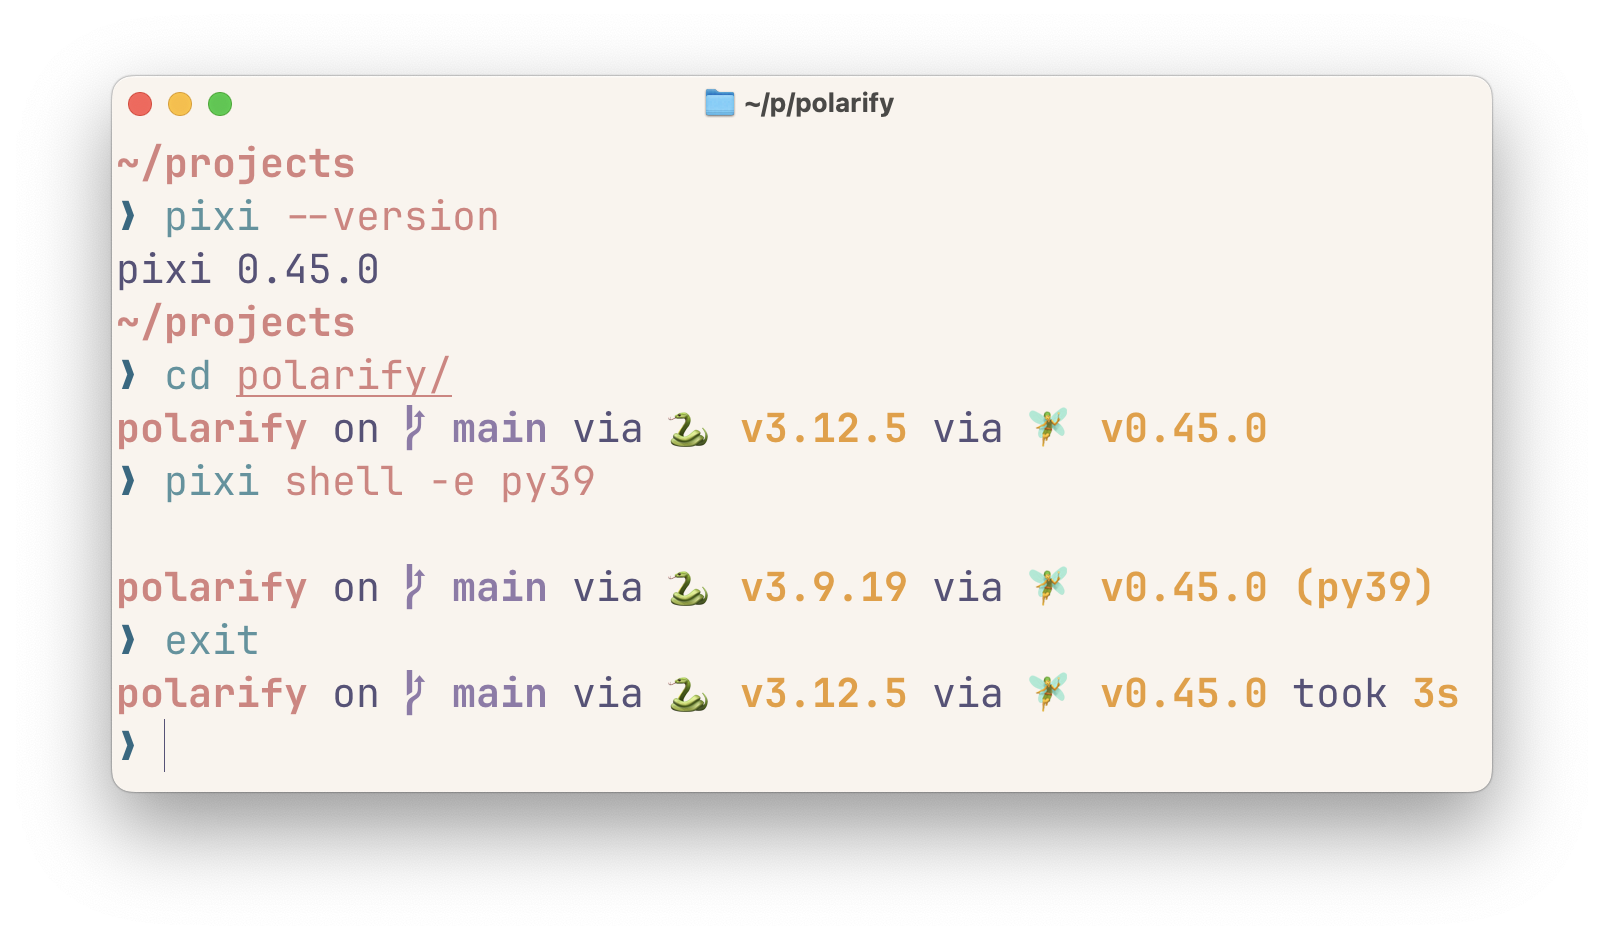 ~/p/polarify
~/projects
❱ pixi --version
pixi 0.45.0
~/projects
❱ cd polarify/
polarify on main via 🐍 v3.12.5 via 🧚 v0.45.0
❱ pixi shell -e py39
polarify on main via 🐍 v3.9.19 via 🧚 v0.45.0 (py39)
❱ exit
polarify on main via 🐍 v3.12.5 via 🧚 v0.45.0 took 3s
❱